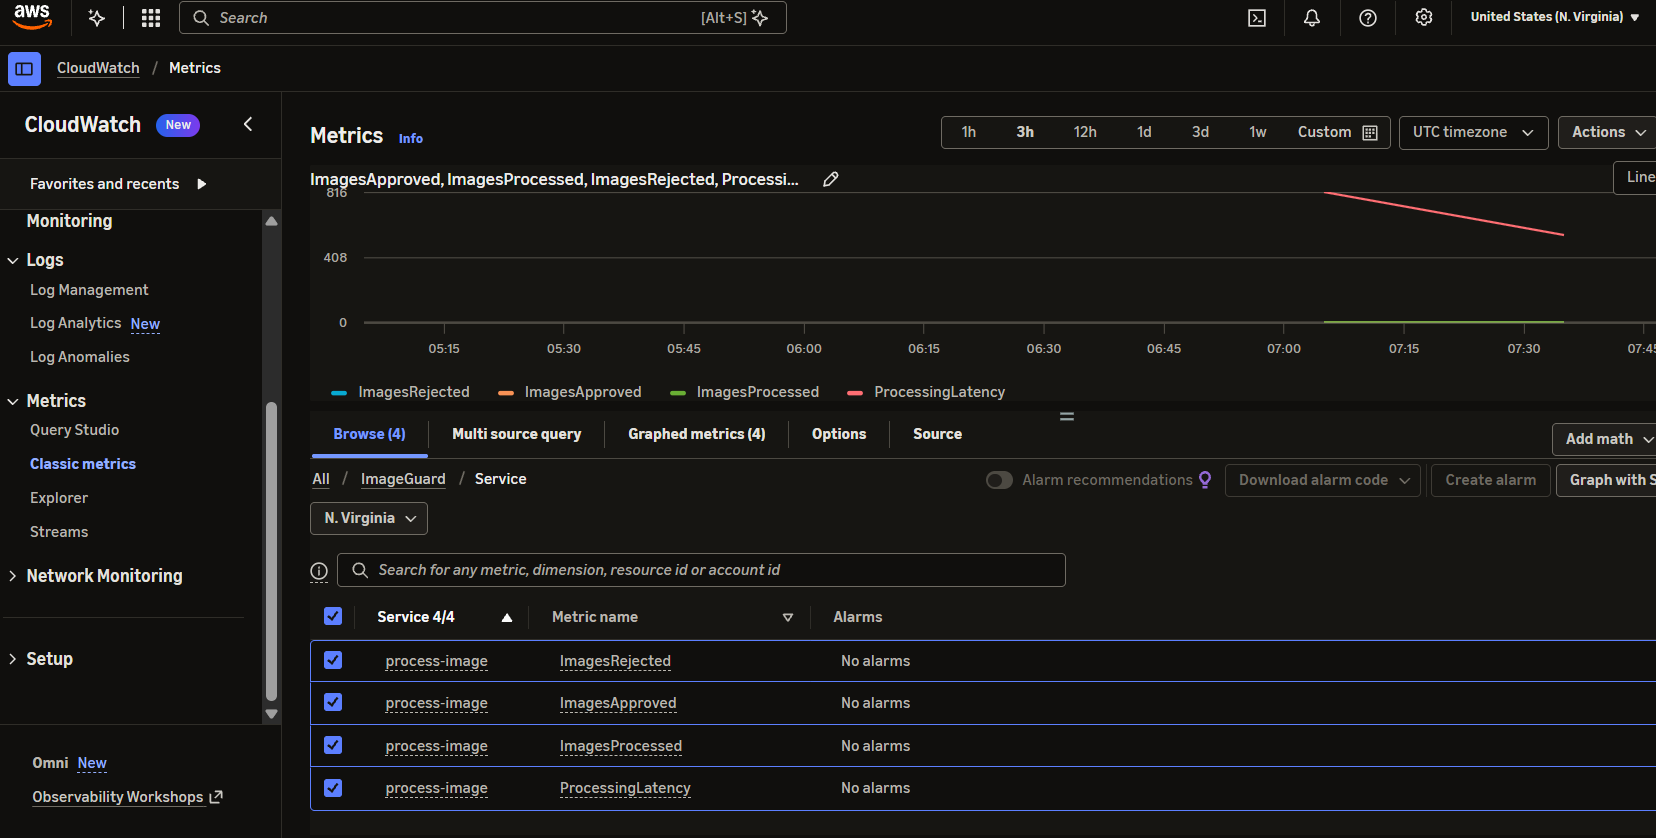 aws
Search [Alt+S]
United States (N. Virginia)
CloudWatch / Metrics
CloudWatch New
Favorites and recents
Monitoring
Logs
Log Management
Log Analytics New
Log Anomalies
Metrics
Query Studio
Classic metrics
Explorer
Streams
Network Monitoring
Setup
Omni New
Observability Workshops
Metrics Info
1h 3h 12h 1d 3d 1w Custom UTC timezone Actions
ImagesApproved, ImagesProcessed, ImagesRejected, Processi...
Line
816
408
0
05:15 05:30 05:45 06:00 06:15 06:30 06:45 07:00 07:15 07:30 07:45
ImagesRejected ImagesApproved ImagesProcessed ProcessingLatency
Browse (4) Multi source query Graphed metrics (4) Options Source
Add math
All / ImageGuard / Service
Alarm recommendations Download alarm code Create alarm Graph with S
N. Virginia
Search for any metric, dimension, resource id or account id
Service 4/4 Metric name Alarms
process-image ImagesRejected No alarms
process-image ImagesApproved No alarms
process-image ImagesProcessed No alarms
process-image ProcessingLatency No alarms